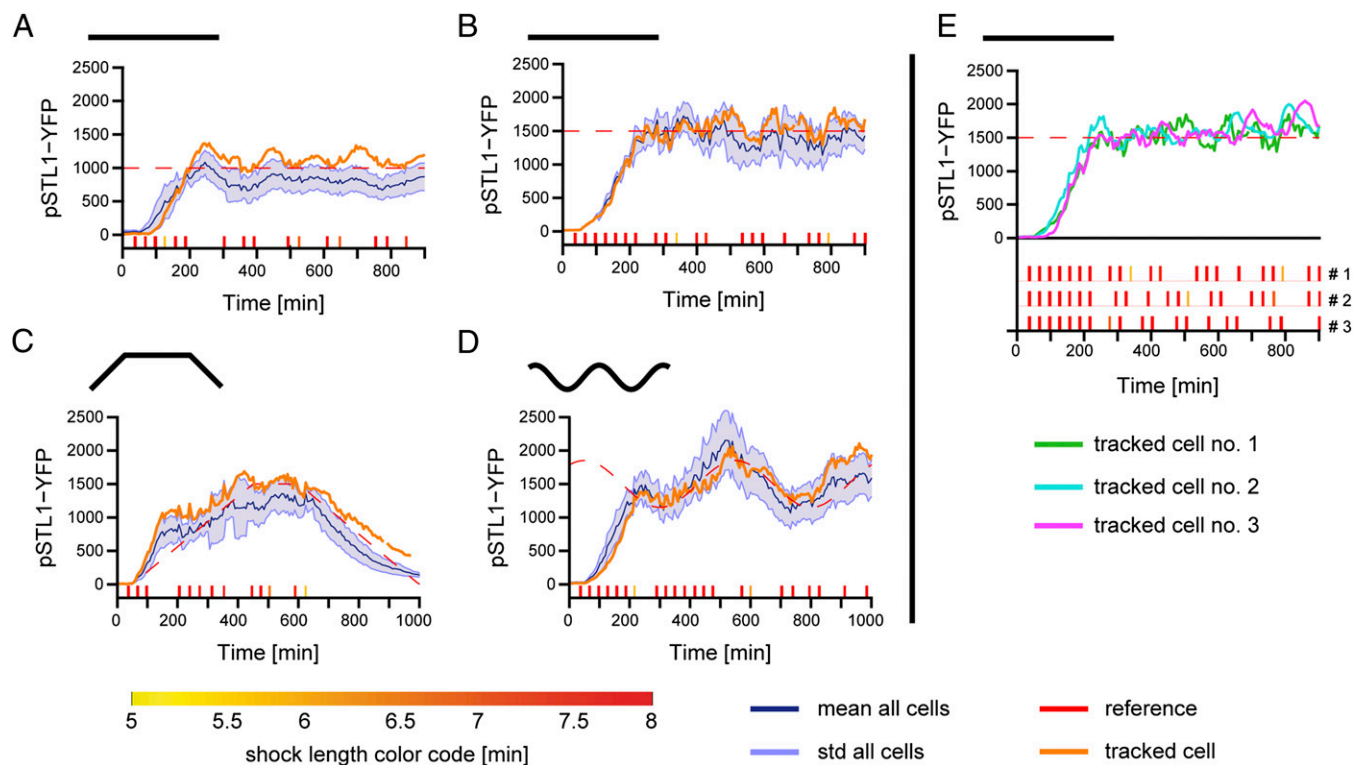 A
2500
2000
1500
1000
500
0
pSTL1−YFP
0 200 400 600 800
Time [min]
B
2500
2000
1500
1000
500
0
pSTL1−YFP
0 200 400 600 800
Time [min]
E
2500
2000
1500
1000
500
0
pSTL1−YFP
# 1
# 2
# 3
0 200 400 600 800
Time [min]
C
2500
2000
1500
1000
500
0
pSTL1−YFP
0 200 400 600 800 1000
Time [min]
D
2500
2000
1500
1000
500
0
pSTL1−YFP
0 200 400 600 800 1000
Time [min]
tracked cell no. 1
tracked cell no. 2
tracked cell no. 3
5 5.5 6 6.5 7 7.5 8
shock length color code [min]
mean all cells
std all cells
reference
tracked cell